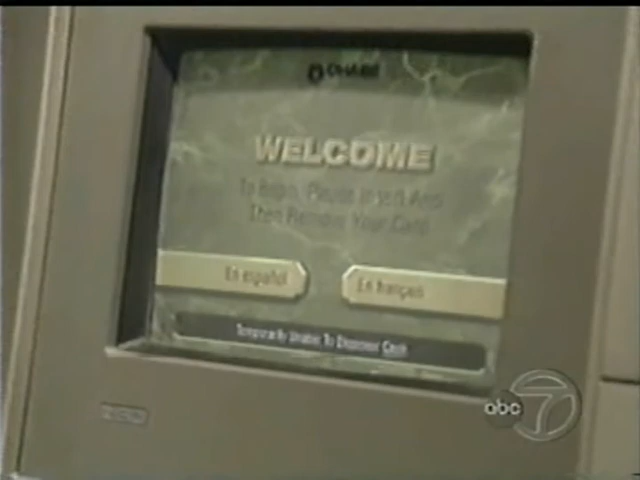 CHASE
WELCOME
To Begin, Please Insert And
Then Remove Your Card
En español
En français
Temporarily Unable To Dispense Cash
abc 7